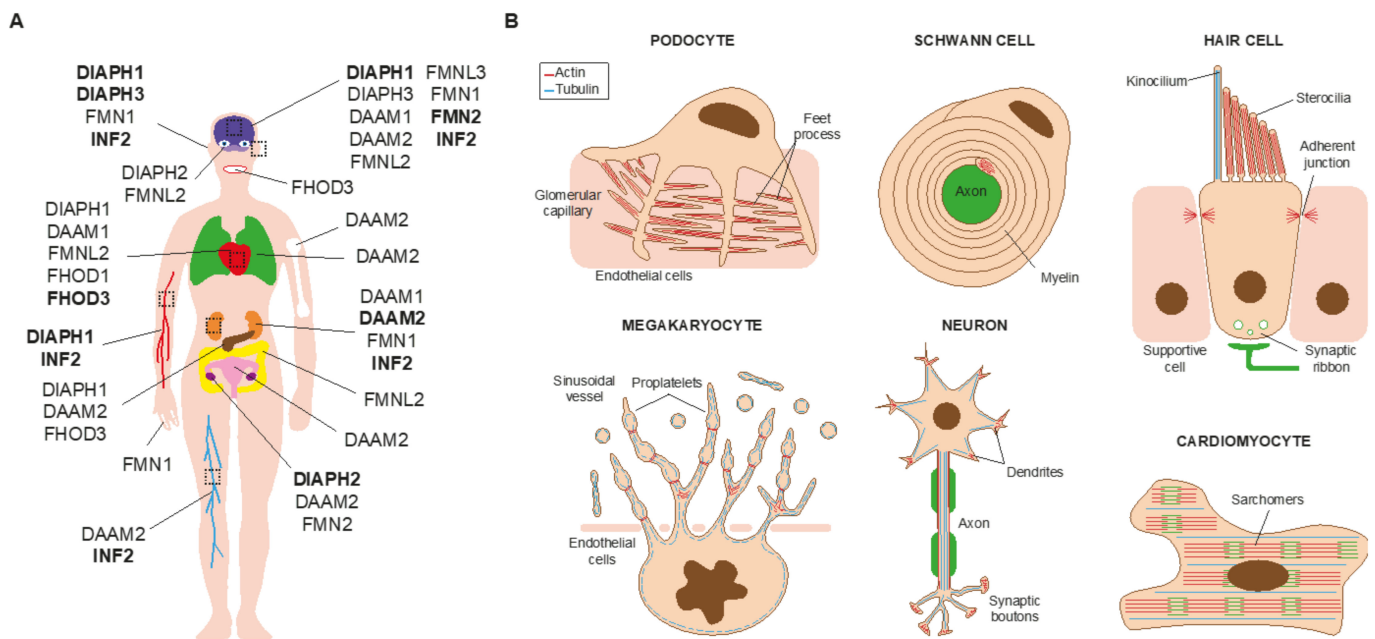 A
DIAPH1
DIAPH3
FMN1
INF2
DIAPH1 FMNL3
DIAPH3 FMN1
DAAM1 FMN2
DAAM2 INF2
FMNL2
DIAPH2
FMNL2
FHOD3
DIAPH1
DAAM1
FMNL2
FHOD1
FHOD3
DAAM2
DAAM2
DIAPH1
INF2
DAAM1
DAAM2
FMN1
INF2
DIAPH1
DAAM2
FHOD3
FMNL2
DAAM2
FMN1
DIAPH2
DAAM2
FMN2
DAAM2
INF2
B
PODOCYTE
Actin
Tubulin
Feet
process
Glomerular
capillary
Endothelial cells
SCHWANN CELL
Axon
Myelin
HAIR CELL
Kinocilium
Sterocilia
Adherent
junction
Supportive
cell
Synaptic
ribbon
MEGAKARYOCYTE
Sinusoidal
vessel
Proplatelets
Endothelial
cells
NEURON
Dendrites
Axon
Synaptic
boutons
CARDIOMYOCYTE
Sarchomers